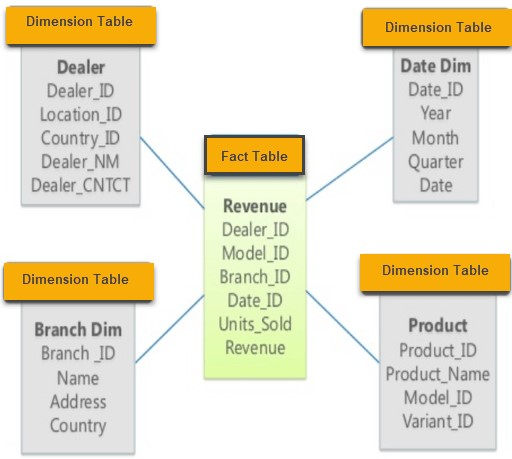 Dimension Table
Dealer
Dealer_ID
Location_ID
Country_ID
Dealer_NM
Dealer_CNTCT
Dimension Table
Date Dim
Date_ID
Year
Month
Quarter
Date
Fact Table
Revenue
Dealer_ID
Model_ID
Branch_ID
Date_ID
Units_Sold
Revenue
Dimension Table
Branch Dim
Branch _ID
Name
Address
Country
Dimension Table
Product
Product_ID
Product_Name
Model_ID
Variant_ID